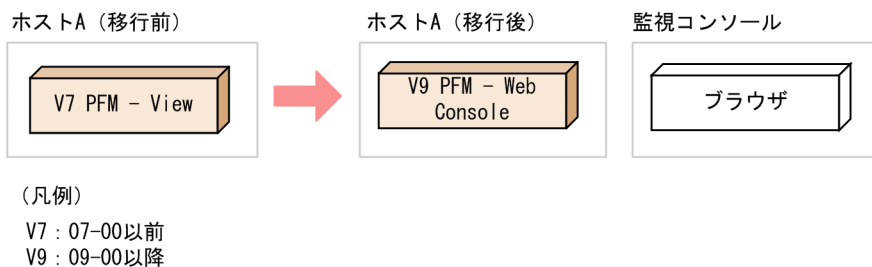 ホストA（移行前）
ホストA（移行後）
監視コンソール
V7 PFM - View
V9 PFM - Web
Console
ブラウザ
（凡例）
V7：07-00以前
V9：09-00以降